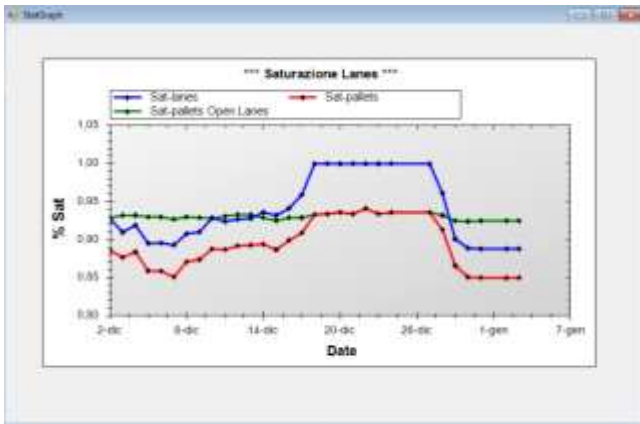 StatGraph
*** Saturazione Lanes ***
Sat-lanes Sat-pallets
Sat-pallets Open Lanes
1,05
1,00
0,95
0,90
0,85
0,80
% Sat
2-dic 8-dic 14-dic 20-dic 26-dic 1-gen 7-gen
Date